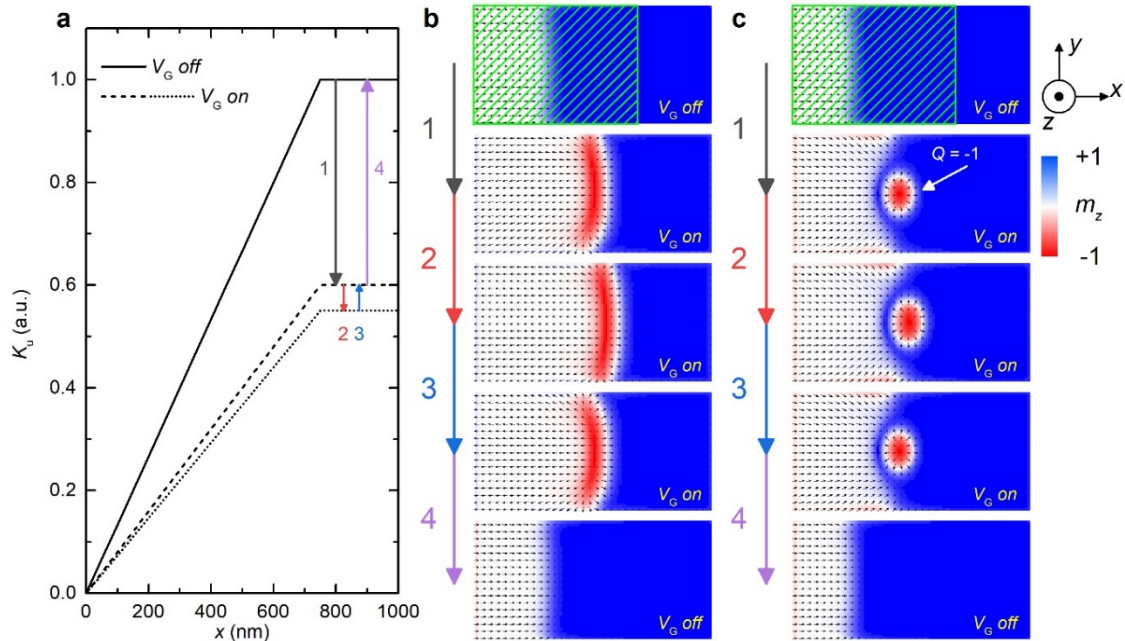 a
V_G off
V_G on
1
4
2
3
K_u (a.u.)
1.0
0.8
0.6
0.4
0.2
0.0
0
200
400
600
800
1000
x (nm)
b
1
2
3
4
V_G off
V_G on
V_G on
V_G on
V_G off
c
1
2
3
4
V_G off
Q = -1
V_G on
V_G on
V_G on
V_G off
y
x
z
+1
m_z
-1